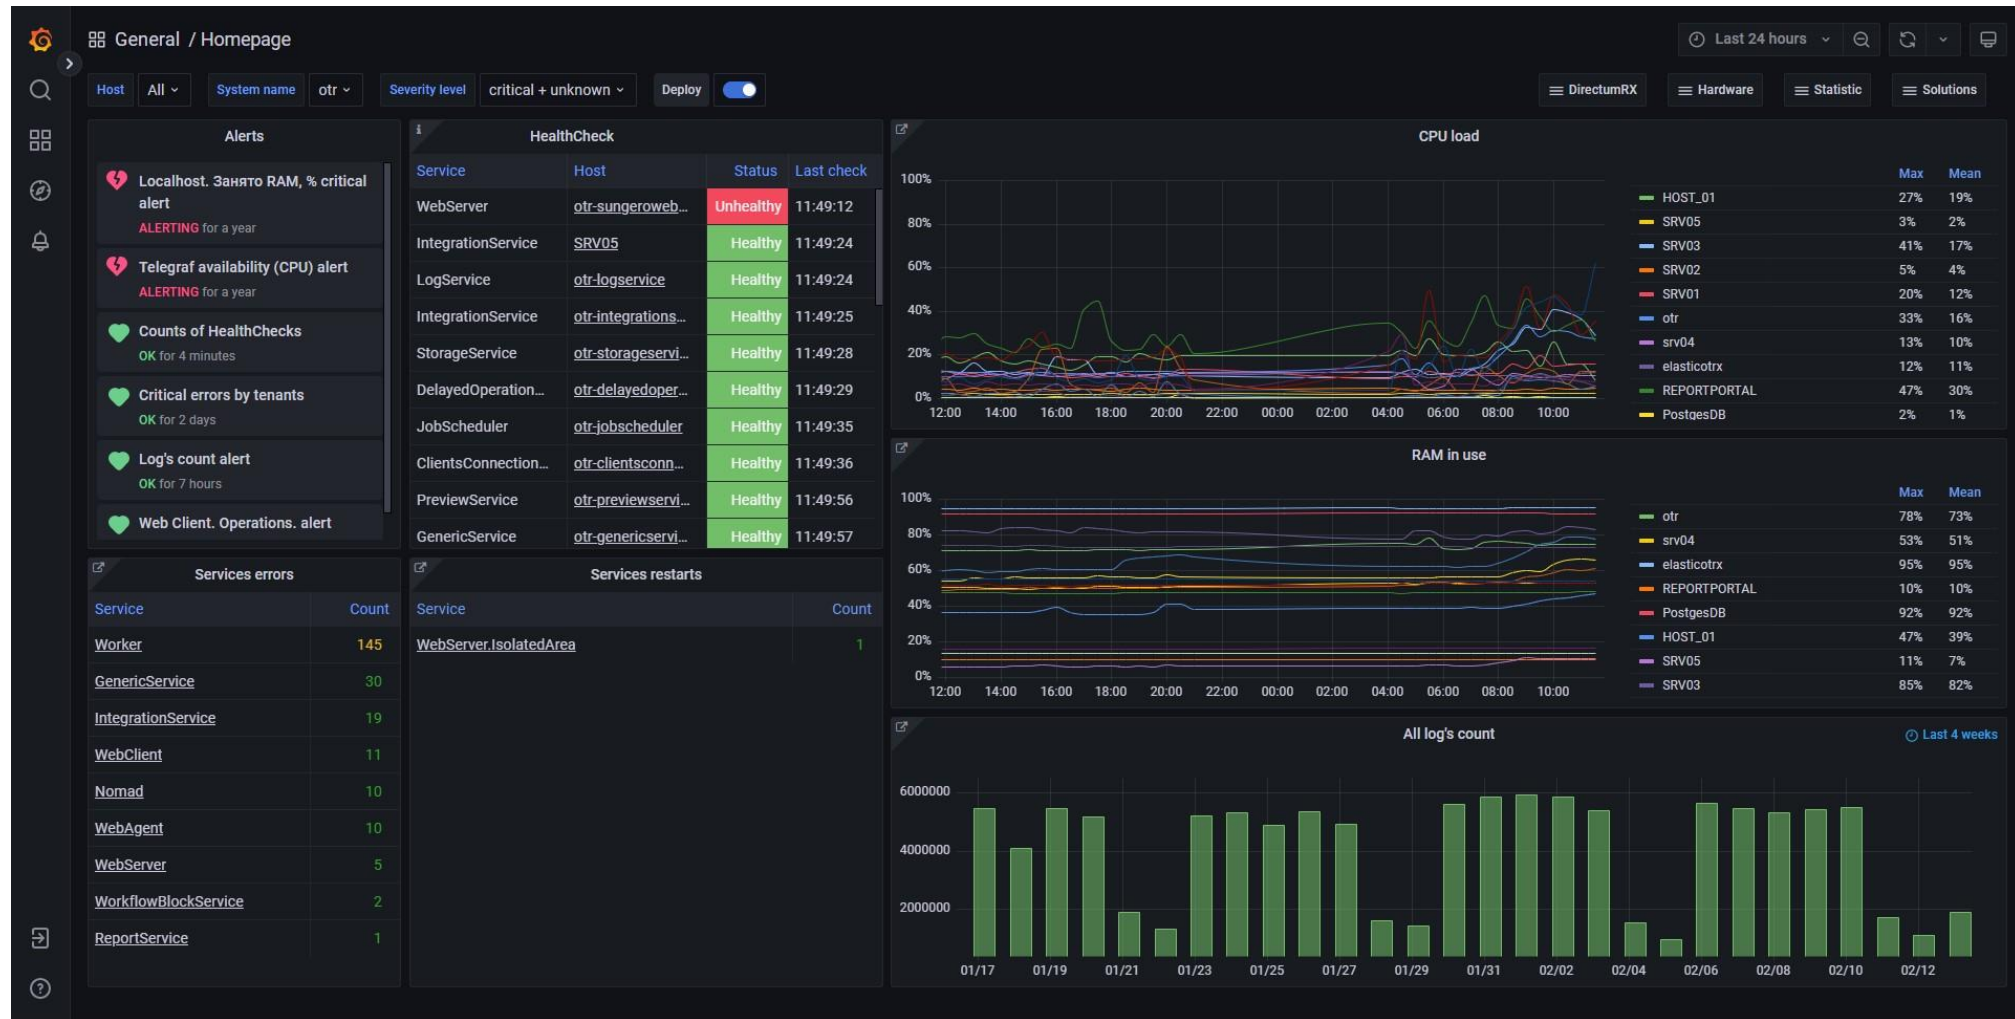 General / Homepage
Last 24 hours
Host All System name otr Severity level critical + unknown Deploy
DirectumRX Hardware Statistic Solutions
Alerts
Localhost. Занято RAM, % critical
alert
ALERTING for a year
Telegraf availability (CPU) alert
ALERTING for a year
Counts of HealthChecks
OK for 4 minutes
Critical errors by tenants
OK for 2 days
Log's count alert
OK for 7 hours
Web Client. Operations. alert
HealthCheck
Service Host Status Last check
WebServer otr-sungeroweb... Unhealthy 11:49:12
IntegrationService SRV05 Healthy 11:49:24
LogService otr-logservice Healthy 11:49:24
IntegrationService otr-integrations... Healthy 11:49:25
StorageService otr-storageservi... Healthy 11:49:28
DelayedOperation... otr-delayedoper... Healthy 11:49:29
JobScheduler otr-jobscheduler Healthy 11:49:35
ClientsConnection... otr-clientsconn... Healthy 11:49:36
PreviewService otr-previewservi... Healthy 11:49:56
GenericService otr-genericservi... Healthy 11:49:57
Services errors
Service Count
Worker 145
GenericService 30
IntegrationService 19
WebClient 11
Nomad 10
WebAgent 10
WebServer 5
WorkflowBlockService 2
ReportService 1
Services restarts
Service Count
WebServer.IsolatedArea 1
CPU load
100%
80%
60%
40%
20%
0%
12:00 14:00 16:00 18:00 20:00 22:00 00:00 02:00 04:00 06:00 08:00 10:00
Max Mean
HOST_01 27% 19%
SRV05 3% 2%
SRV03 41% 17%
SRV02 5% 4%
SRV01 20% 12%
otr 33% 16%
srv04 13% 10%
elasticotrx 12% 11%
REPORTPORTAL 47% 30%
PostgesDB 2% 1%
RAM in use
100%
80%
60%
40%
20%
0%
12:00 14:00 16:00 18:00 20:00 22:00 00:00 02:00 04:00 06:00 08:00 10:00
Max Mean
otr 78% 73%
srv04 53% 51%
elasticotrx 95% 95%
REPORTPORTAL 10% 10%
PostgesDB 92% 92%
HOST_01 47% 39%
SRV05 11% 7%
SRV03 85% 82%
All log's count
Last 4 weeks
6000000
4000000
2000000
01/17 01/19 01/21 01/23 01/25 01/27 01/29 01/31 02/02 02/04 02/06 02/08 02/10 02/12